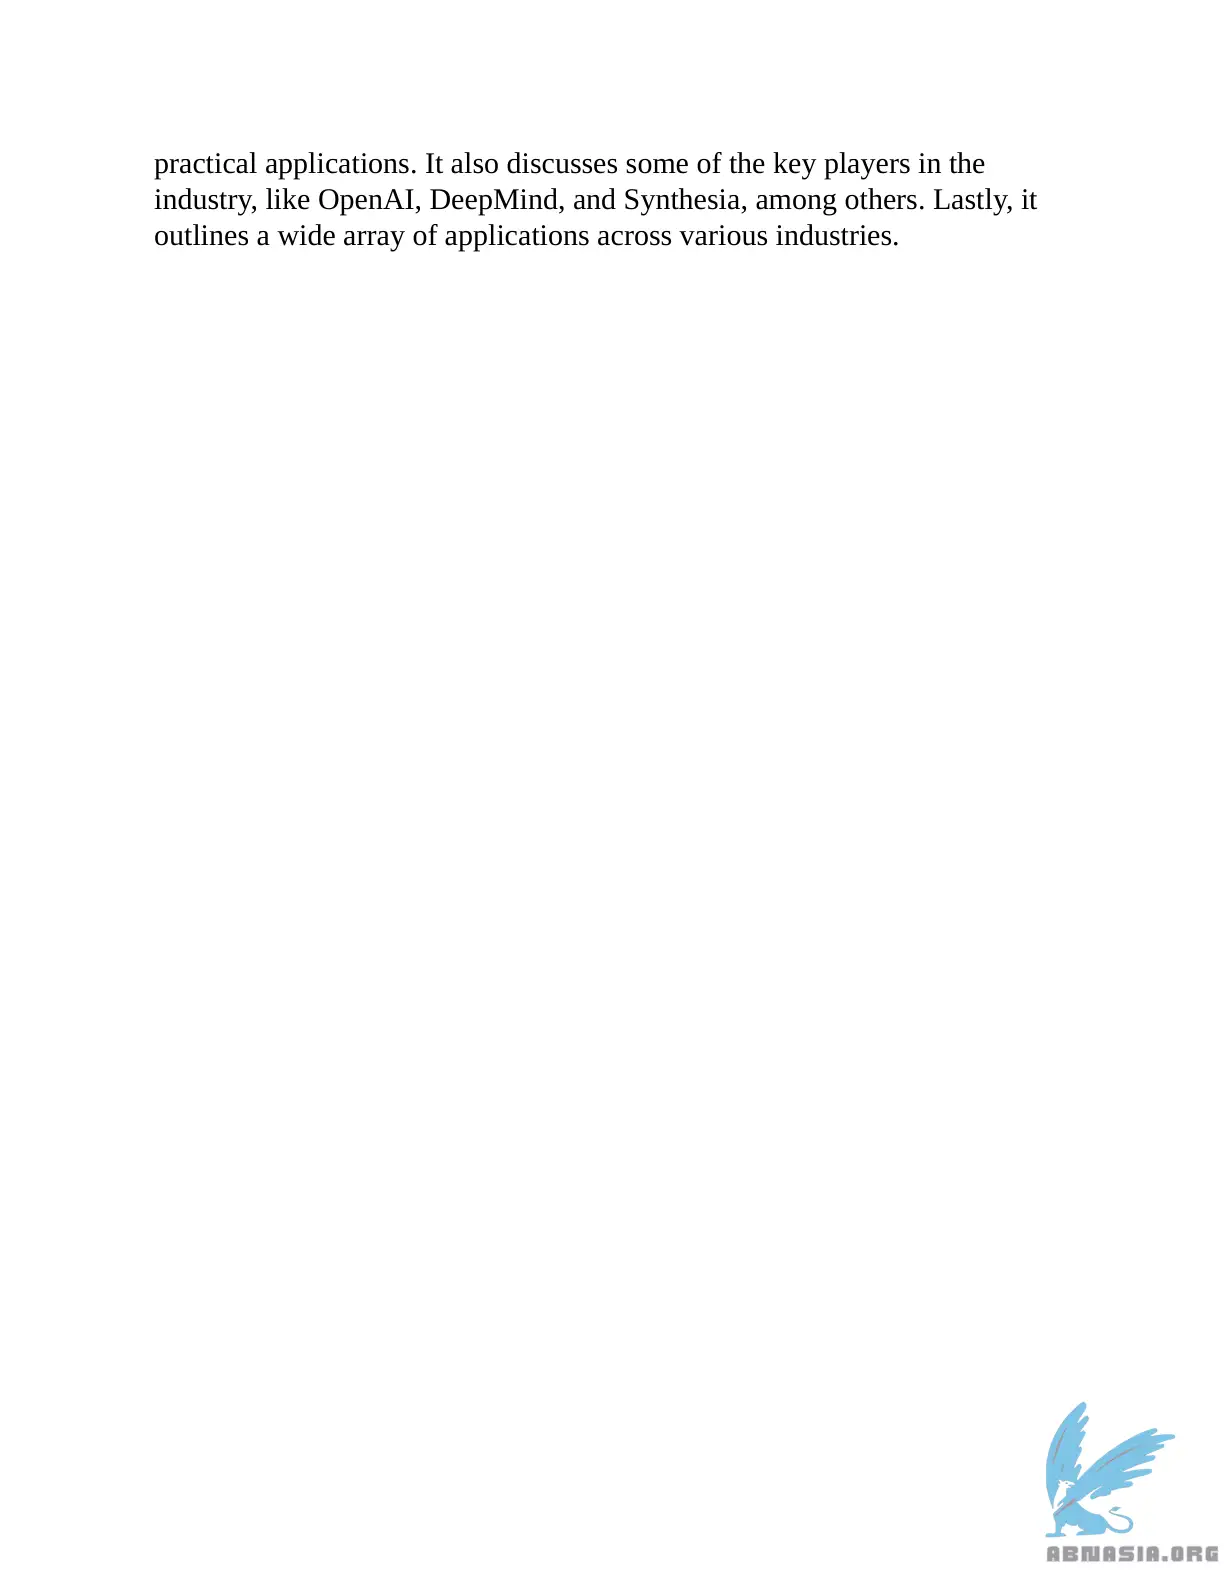 practical applications. It also discusses some of the key players in the
industry, like OpenAI, DeepMind, and Synthesia, among others. Lastly, it
outlines a wide array of applications across various industries.
ABNASIA.ORG